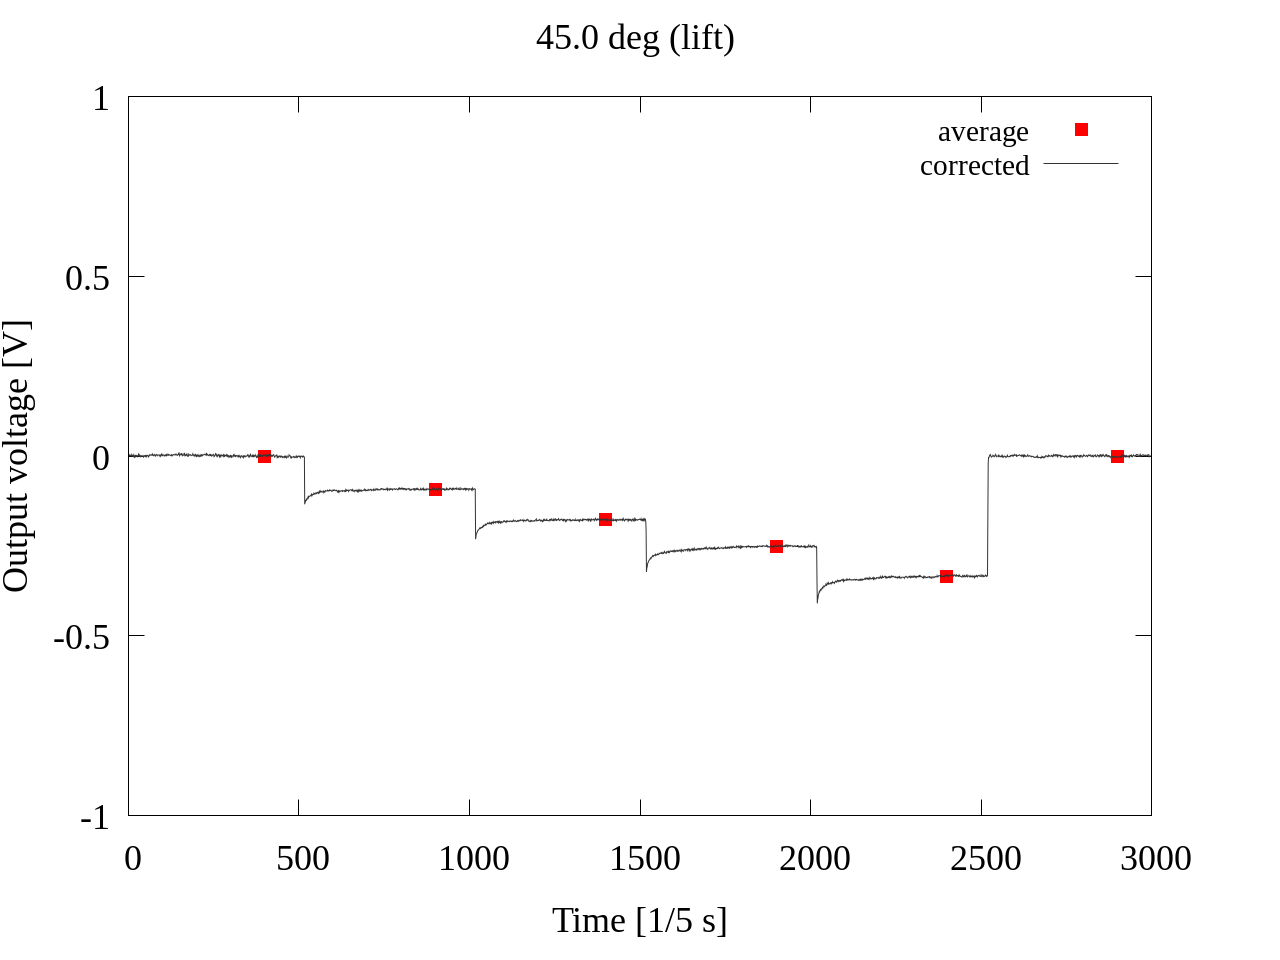 45.0 deg (lift)
1
0.5
0
-0.5
-1
Output voltage [V]
average
corrected
0 500 1000 1500 2000 2500 3000
Time [1/5 s]